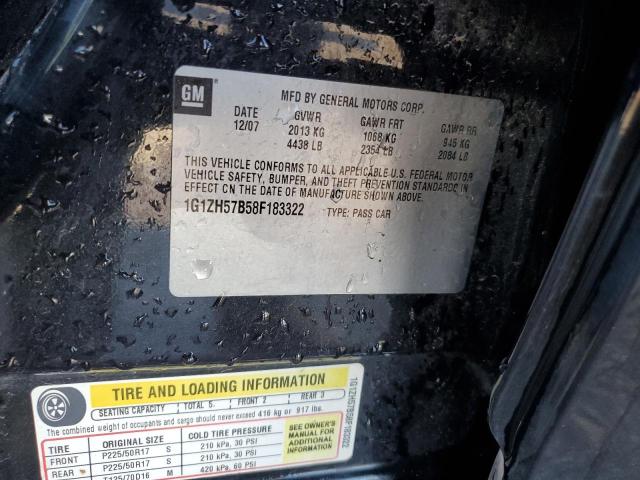 GM
MFD BY GENERAL MOTORS CORP.
DATE GVWR GAWR FRT GAWR RR
12/07 2013 KG 1068 KG 945 KG
4438 LB 2354 LB 2084 LB
THIS VEHICLE CONFORMS TO ALL APPLICABLE U.S. FEDERAL MOTOR
VEHICLE SAFETY, BUMPER, AND THEFT PREVENTION STANDARDS IN
EFFECT ON THE DATE OF MANUFACTURE SHOWN ABOVE.
1G1ZH57B58F183322 TYPE: PASS CAR
TIRE AND LOADING INFORMATION
SEATING CAPACITY TOTAL 5 FRONT 2 REAR 3
The combined weight of occupants and cargo should never exceed 416 kg or 917 lbs.
TIRE ORIGINAL SIZE COLD TIRE PRESSURE
FRONT P225/50R17 S 210 kPa, 30 PSI
REAR P225/50R17 S 210 kPa, 30 PSI
T125/70D16 M 420 kPa, 60 PSI
SEE OWNER'S
MANUAL FOR
ADDITIONAL
INFORMATION
1G1ZH57B58F183322